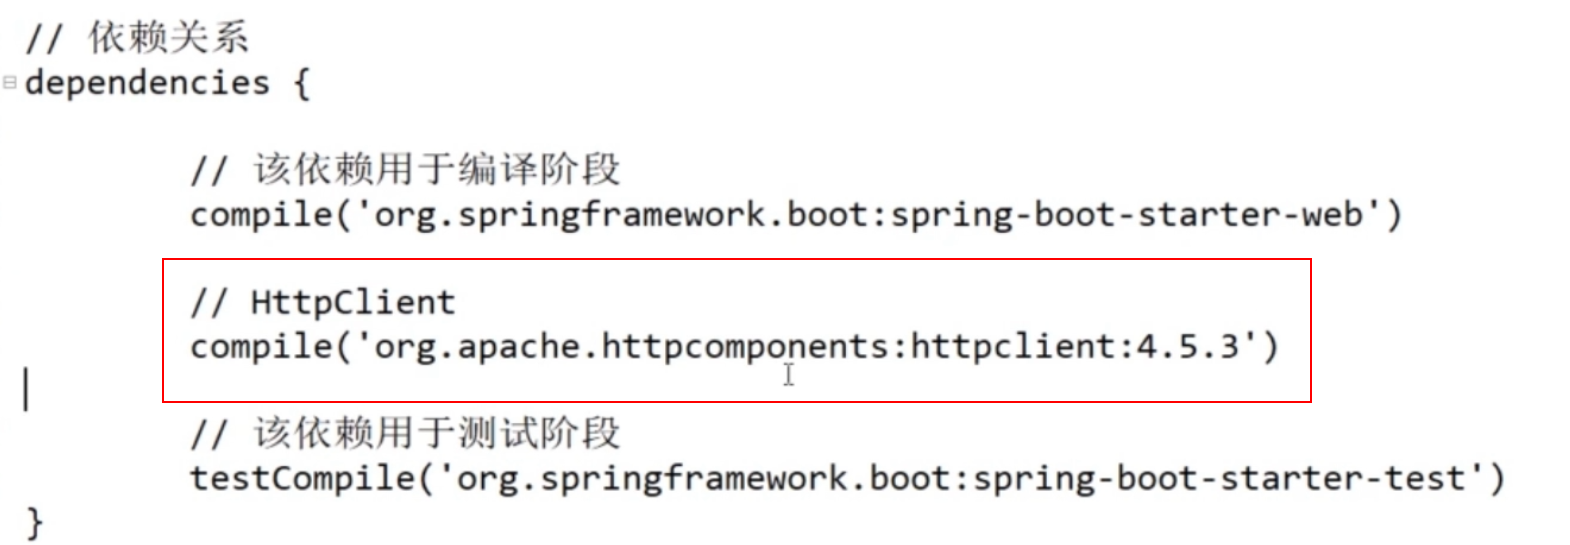 // 依赖关系
dependencies {
// 该依赖用于编译阶段
compile('org.springframework.boot:spring-boot-starter-web')
// HttpClient
compile('org.apache.httpcomponents:httpclient:4.5.3')
// 该依赖用于测试阶段
testCompile('org.springframework.boot:spring-boot-starter-test')
}